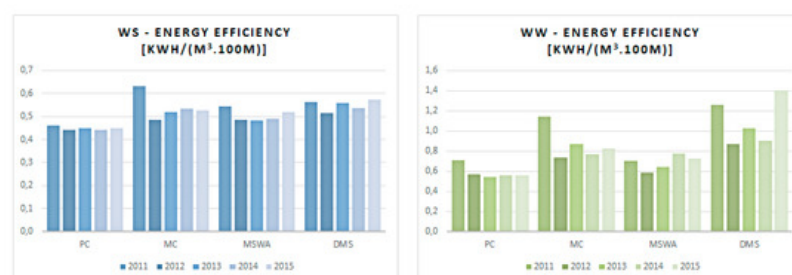 WS - ENERGY EFFICIENCY
[KWH/(M³.100M)]
0,7
0,6
0,5
0,4
0,3
0,2
0,1
0,0
PC MC MSWA DMS
2011 2012 2013 2014 2015
WW - ENERGY EFFICIENCY
[KWH/(M³.100M)]
1,6
1,4
1,2
1,0
0,8
0,6
0,4
0,2
0,0
PC MC MSWA DMS
2011 2012 2013 2014 2015